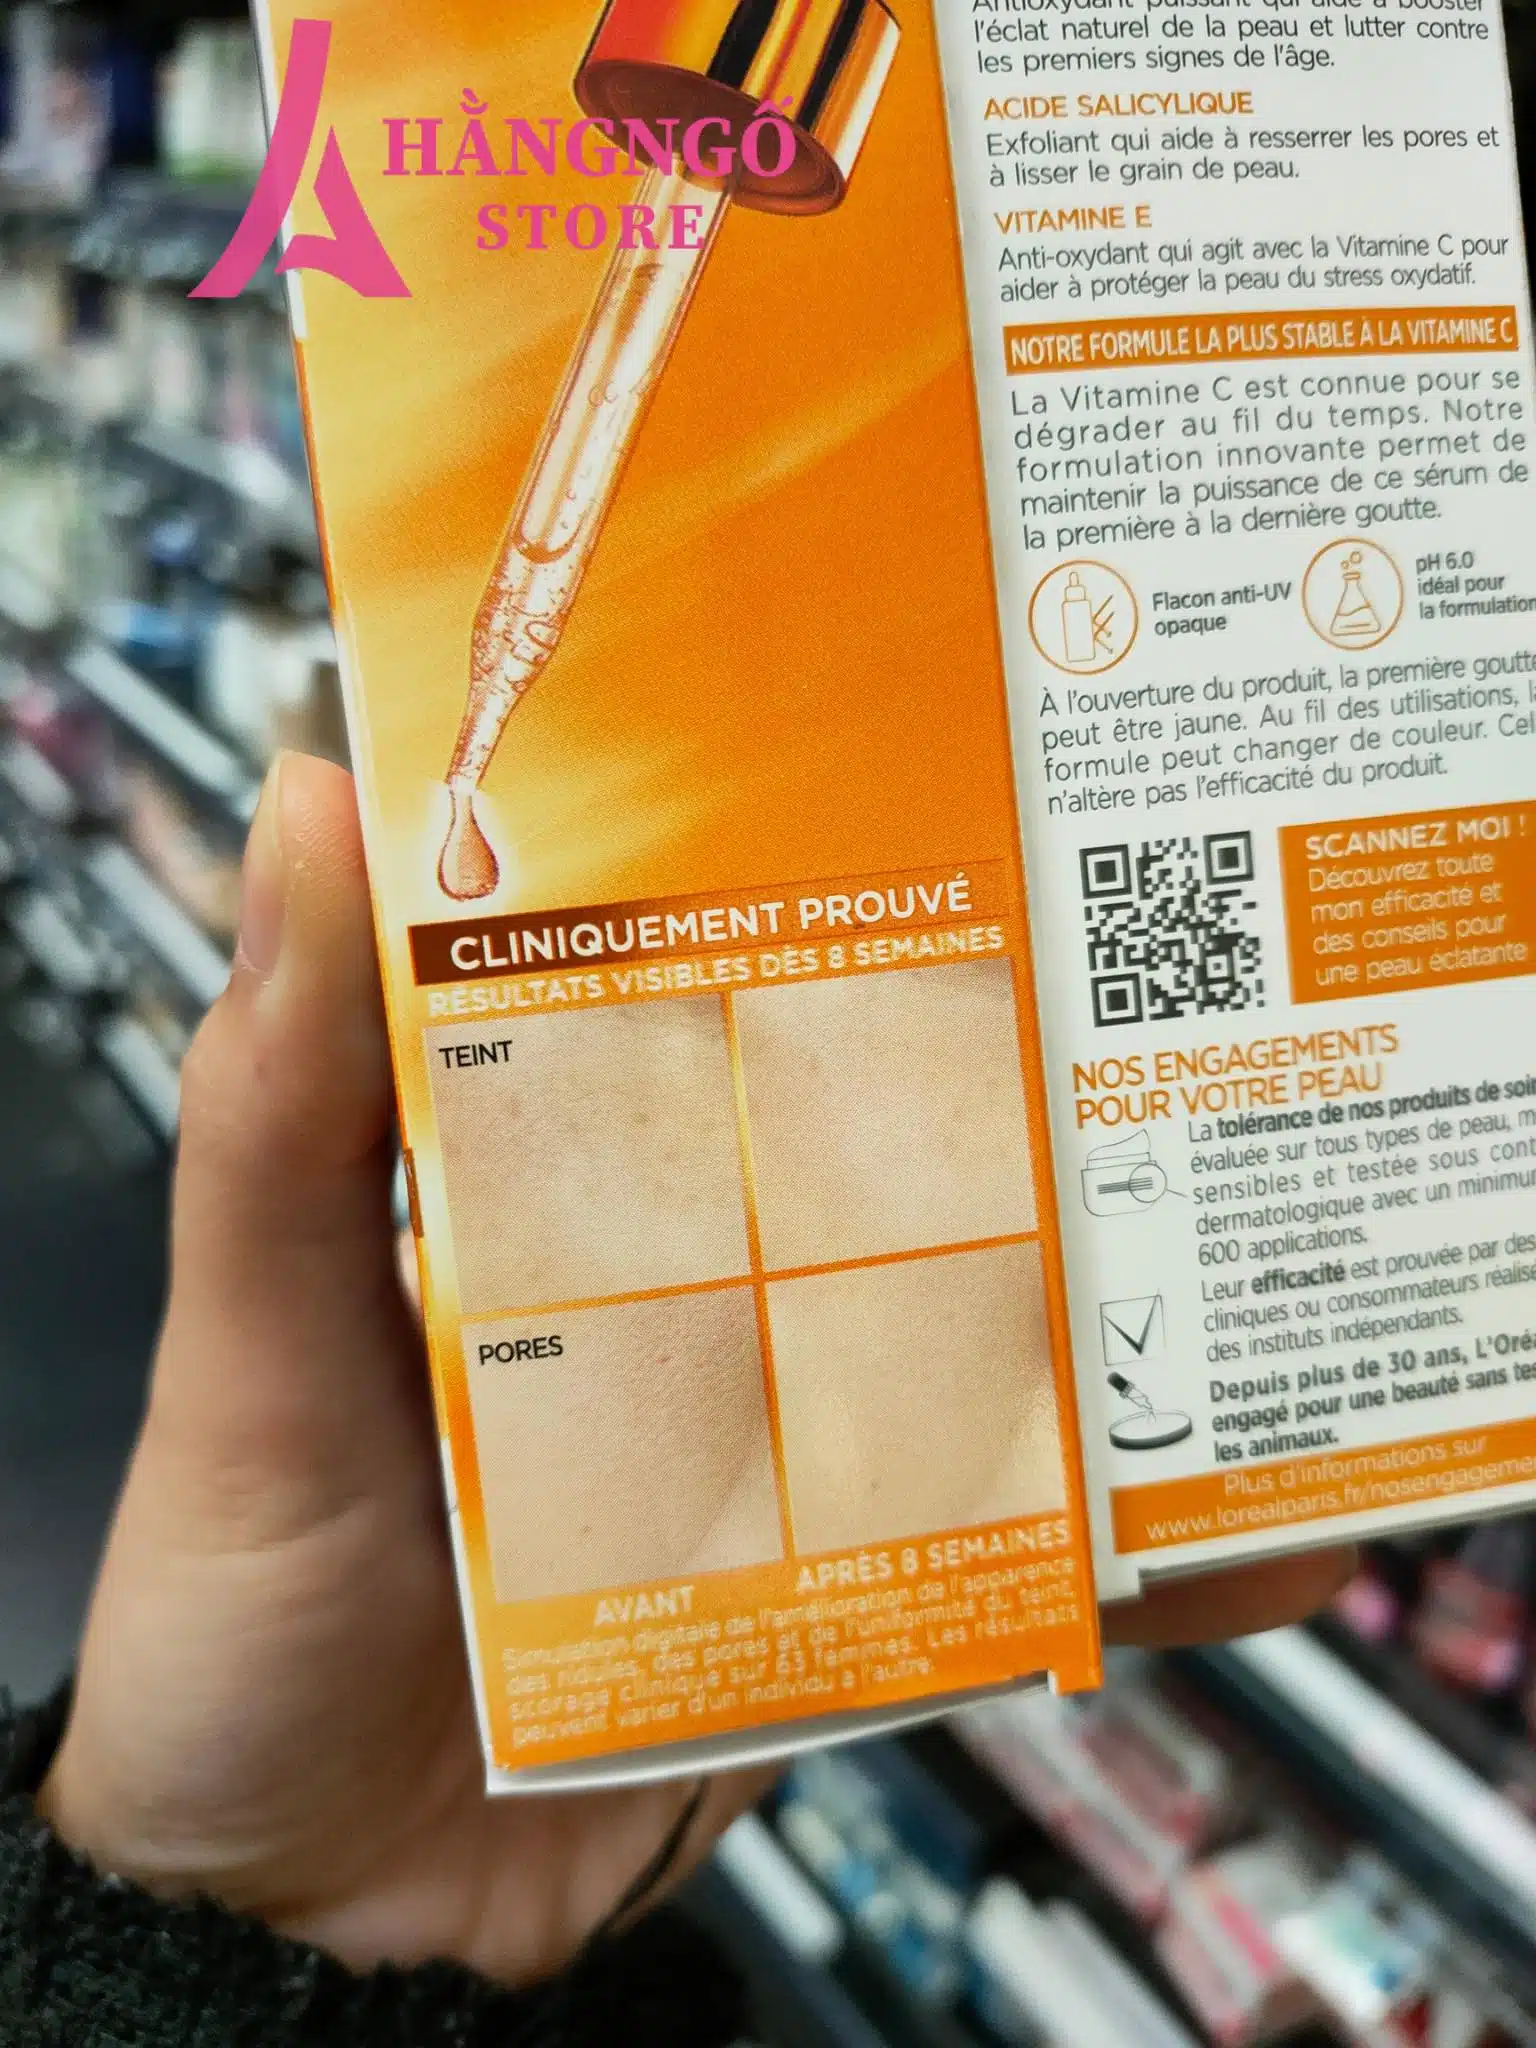 HẰNGNGÔ
STORE
l'éclat naturel de la peau et lutter contre
les premiers signes de l'âge.
ACIDE SALICYLIQUE
Exfoliant qui aide à resserrer les pores et
à lisser le grain de peau.
VITAMINE E
Anti-oxydant qui agit avec la Vitamine C pour
aider à protéger la peau du stress oxydatif.
NOTRE FORMULE LA PLUS STABLE À LA VITAMINE C
La Vitamine C est connue pour se
dégrader au fil du temps. Notre
formulation innovante permet de
maintenir la puissance de ce sérum de
la première à la dernière goutte.
Flacon anti-UV
opaque
pH 6.0
idéal pour
la formulation
À l'ouverture du produit, la première goutte
peut être jaune. Au fil des utilisations,
formule peut changer de couleur.
n'altère pas l'efficacité du produit.
SCANNEZ MOI !
Découvrez toute
mon efficacité et
des conseils pour
une peau éclatante
NOS ENGAGEMENTS
POUR VOTRE PEAU
La tolérance de nos produits de
évaluée sur tous types de peau,
sensibles et testée sous
dermatologique avec un
600 applications.
Leur efficacité est prouvée par des
cliniques ou consommateurs
des instituts indépendants.
Depuis plus de 30 ans,
engagé pour une beauté sans
les animaux.
Plus d'informations sur
www.lorealparis.fr/
CLINIQUEMENT PROUVÉ
RÉSULTATS VISIBLES DÈS 8 SEMAINES
TEINT
PORES
AVANT
APRÈS 8 SEMAINES
Simulation digitale de l'amélioration de l'apparence
des ridules, des pores et de l'uniformité du teint,
scorage clinique sur 63 femmes. Les résultats
peuvent varier d'un individu à l'autre.